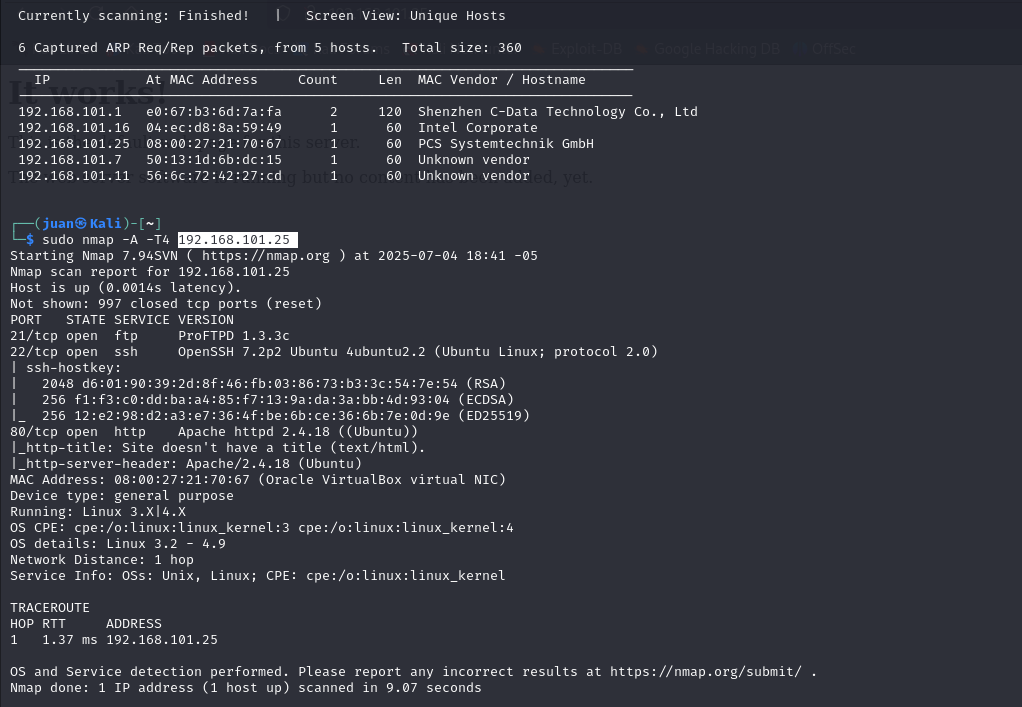 Currently scanning: Finished!   |   Screen View: Unique Hosts
6 Captured ARP Req/Rep packets, from 5 hosts.   Total size: 360
Exploit-DB   Google Hacking DB   OffSec
_____________________________________________________________________________
IP            At MAC Address     Count     Len  MAC Vendor / Hostname
-----------------------------------------------------------------------------
It works!
192.168.101.1   e0:67:b3:6d:7a:fa      2     120  Shenzhen C-Data Technology Co., Ltd
192.168.101.16  04:ec:d8:8a:59:49      1      60  Intel Corporate
192.168.101.25  08:00:27:21:70:67      1      60  PCS Systemtechnik GmbH
192.168.101.7   50:13:1d:6b:dc:15      1      60  Unknown vendor
192.168.101.11  56:6c:72:42:27:cd      1      60  Unknown vendor
┌──(juan㉿Kali)-[~]
└─$ sudo nmap -A -T4 192.168.101.25
Starting Nmap 7.94SVN ( https://nmap.org ) at 2025-07-04 18:41 -05
Nmap scan report for 192.168.101.25
Host is up (0.0014s latency).
Not shown: 997 closed tcp ports (reset)
PORT   STATE SERVICE VERSION
21/tcp open  ftp     ProFTPD 1.3.3c
22/tcp open  ssh     OpenSSH 7.2p2 Ubuntu 4ubuntu2.2 (Ubuntu Linux; protocol 2.0)
| ssh-hostkey:
|   2048 d6:01:90:39:2d:8f:46:fb:03:86:73:b3:3c:54:7e:54 (RSA)
|   256 f1:f3:c0:dd:ba:a4:85:f7:13:9a:da:3a:bb:4d:93:04 (ECDSA)
|_  256 12:e2:98:d2:a3:e7:36:4f:be:6b:ce:36:6b:7e:0d:9e (ED25519)
80/tcp open  http    Apache httpd 2.4.18 ((Ubuntu))
|_http-title: Site doesn't have a title (text/html).
|_http-server-header: Apache/2.4.18 (Ubuntu)
MAC Address: 08:00:27:21:70:67 (Oracle VirtualBox virtual NIC)
Device type: general purpose
Running: Linux 3.X|4.X
OS CPE: cpe:/o:linux:linux_kernel:3 cpe:/o:linux:linux_kernel:4
OS details: Linux 3.2 - 4.9
Network Distance: 1 hop
Service Info: OSs: Unix, Linux; CPE: cpe:/o:linux:linux_kernel
TRACEROUTE
HOP RTT     ADDRESS
1   1.37 ms 192.168.101.25
OS and Service detection performed. Please report any incorrect results at https://nmap.org/submit/ .
Nmap done: 1 IP address (1 host up) scanned in 9.07 seconds